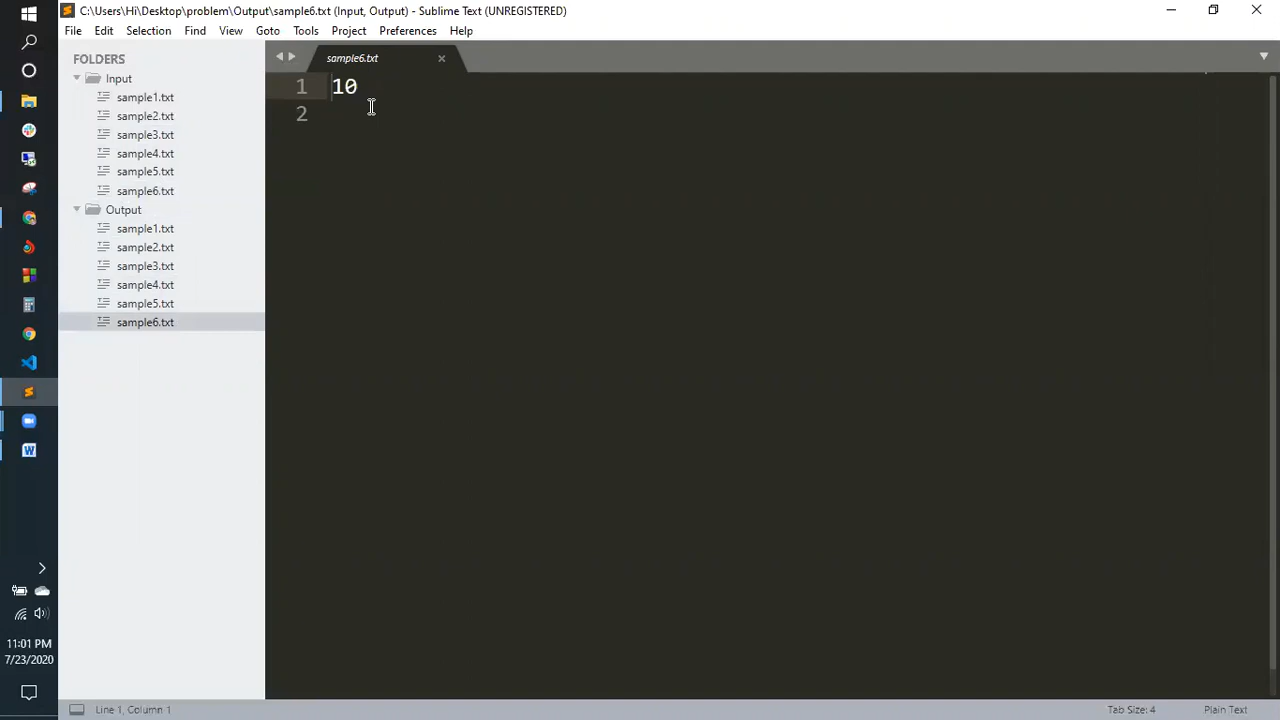 C:\Users\Hi\Desktop\problem\Output\sample6.txt (Input, Output) - Sublime Text (UNREGISTERED)
File Edit Selection Find View Goto Tools Project Preferences Help
FOLDERS
Input
sample1.txt
sample2.txt
sample3.txt
sample4.txt
sample5.txt
sample6.txt
Output
sample1.txt
sample2.txt
sample3.txt
sample4.txt
sample5.txt
sample6.txt
sample6.txt
1 10
2
11:01 PM
7/23/2020
Line 1, Column 1
Tab Size: 4
Plain Text